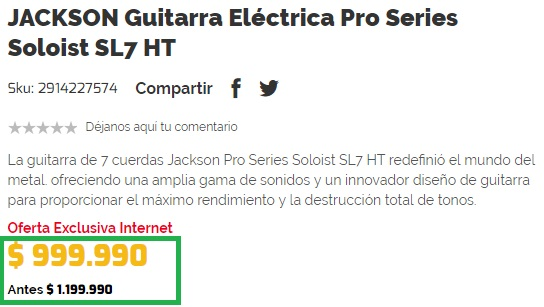 JACKSON Guitarra Eléctrica Pro Series
Soloist SL7 HT
Sku: 2914227574 Compartir
Déjanos aquí tu comentario
La guitarra de 7 cuerdas Jackson Pro Series Soloist SL7 HT redefinió el mundo del
metal. ofreciendo una amplia gama de sonidos y un innovador diseño de guitarra
para proporcionar el máximo rendimiento y la destrucción total de tonos.
Oferta Exclusiva Internet
$ 999.990
Antes $ 1.199.990